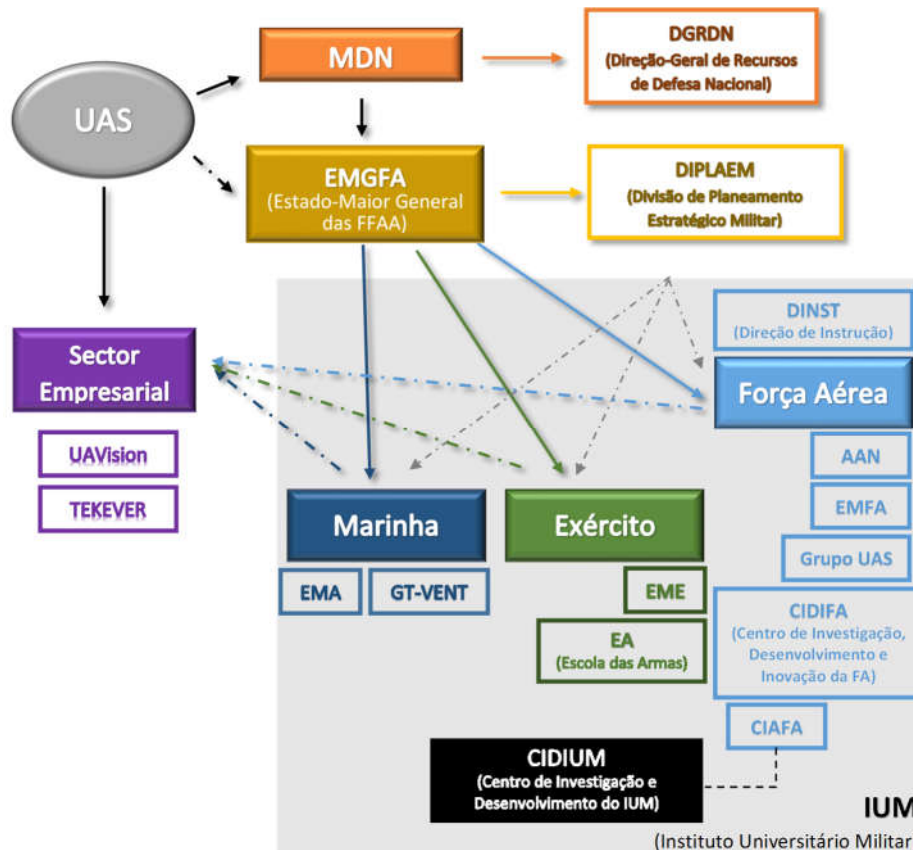 MDN
DGRDN
(Direção-Geral de Recursos
de Defesa Nacional)
UAS
EMGFA
(Estado-Maior General
das FFAA)
DIPLAEM
(Divisão de Planeamento
Estratégico Militar)
DINST
(Direção de Instrução)
Sector
Empresarial
Força Aérea
UAVision
TEKEVER
AAN
EMFA
Marinha
Exército
Grupo UAS
EMA
GT-VENT
EME
EA
(Escola das Armas)
CIDIFA
(Centro de Investigação,
Desenvolvimento e
Inovação da FA)
CIAFA
CIDIUM
(Centro de Investigação e
Desenvolvimento do IUM)
IUM
(Instituto Universitário Militar